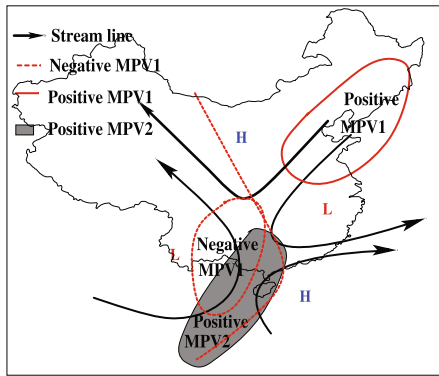 Stream line
Negative MPV1
Positive MPV1
Positive MPV2
H
Positive
MPV1
L
L
Negative
MPV1
H
Positive
MPV2